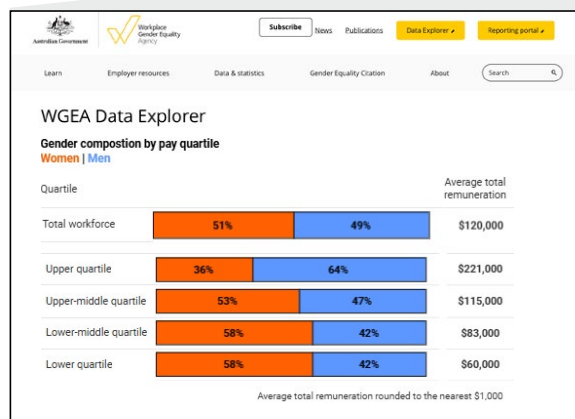 Australian Government
Workplace
Gender Equality
Agency
Subscribe
News
Publications
Data Explorer
Reporting portal
Learn
Employer resources
Data & statistics
Gender Equality Citation
About
Search
WGEA Data Explorer
Gender compostion by pay quartile
Women | Men
Quartile
Average total
remuneration
Total workforce 51% 49% $120,000
Upper quartile 36% 64% $221,000
Upper-middle quartile 53% 47% $115,000
Lower-middle quartile 58% 42% $83,000
Lower quartile 58% 42% $60,000
Average total remuneration rounded to the nearest $1,000